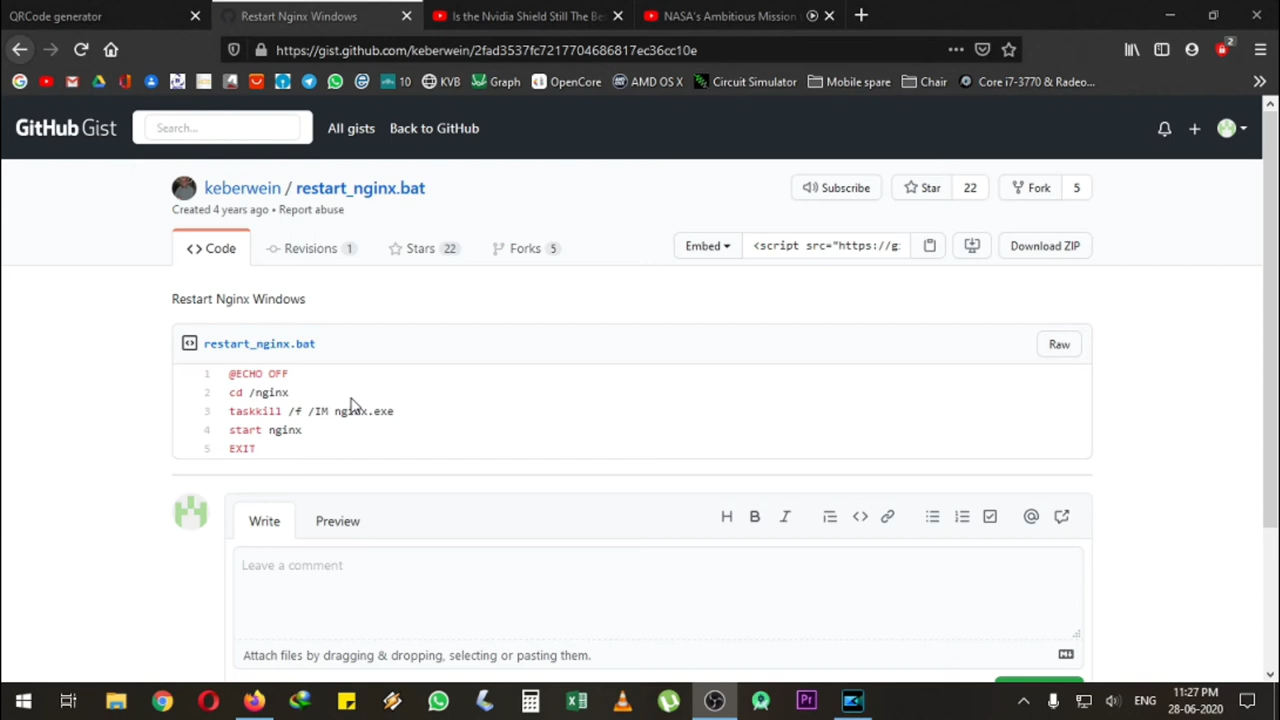 QRCode generator
Restart Nginx Windows
Is the Nvidia Shield Still The Be
NASA's Ambitious Mission
https://gist.github.com/keberwein/2fad3537fc7217704686817ec36cc10e
2
10
KVB
Graph
OpenCore
AMD OS X
Circuit Simulator
Mobile spare
Chair
Core i7-3770 & Radeo...
GitHub Gist
Search...
All gists
Back to GitHub
keberwein / restart_nginx.bat
Subscribe
Star
22
Fork
5
Created 4 years ago • Report abuse
<> Code
Revisions 1
Stars 22
Forks 5
Embed
<script src="https://g:
Download ZIP
Restart Nginx Windows
restart_nginx.bat
Raw
1 @ECHO OFF
2 cd /nginx
3 taskkill /f /IM nginx.exe
4 start nginx
5 EXIT
Write
Preview
H B I
Leave a comment
Attach files by dragging & dropping, selecting or pasting them.
ENG
11:27 PM
28-06-2020